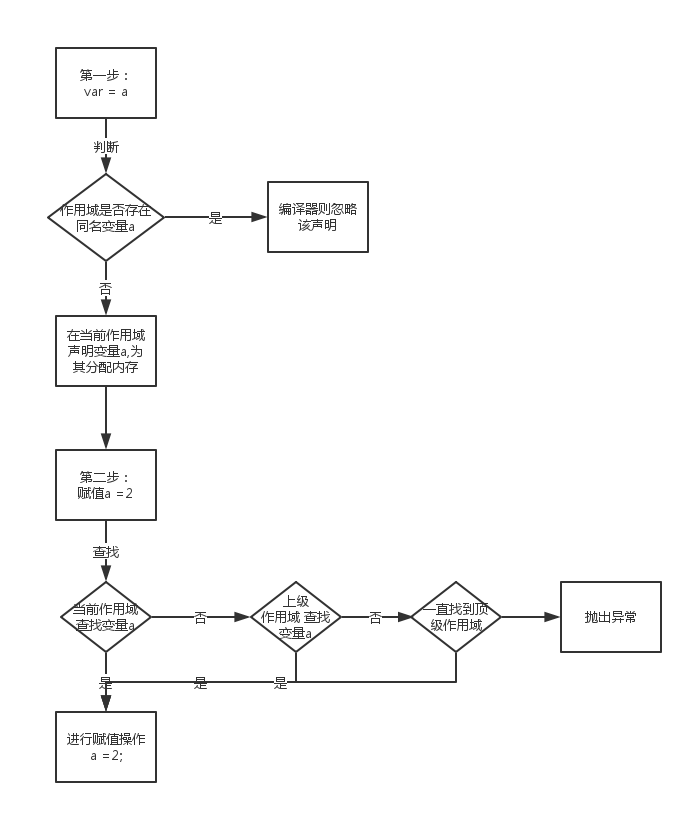 第一步：
var = a
判断
作用域是否存在
同名变量a
是
编译器则忽略
该声明
否
在当前作用域
声明变量a,为
其分配内存
第二步：
赋值a =2
查找
当前作用域
查找变量a
否
上级
作用域 查找
变量a
否
一直找到顶
级作用域
抛出异常
是
是
是
进行赋值操作
a =2;